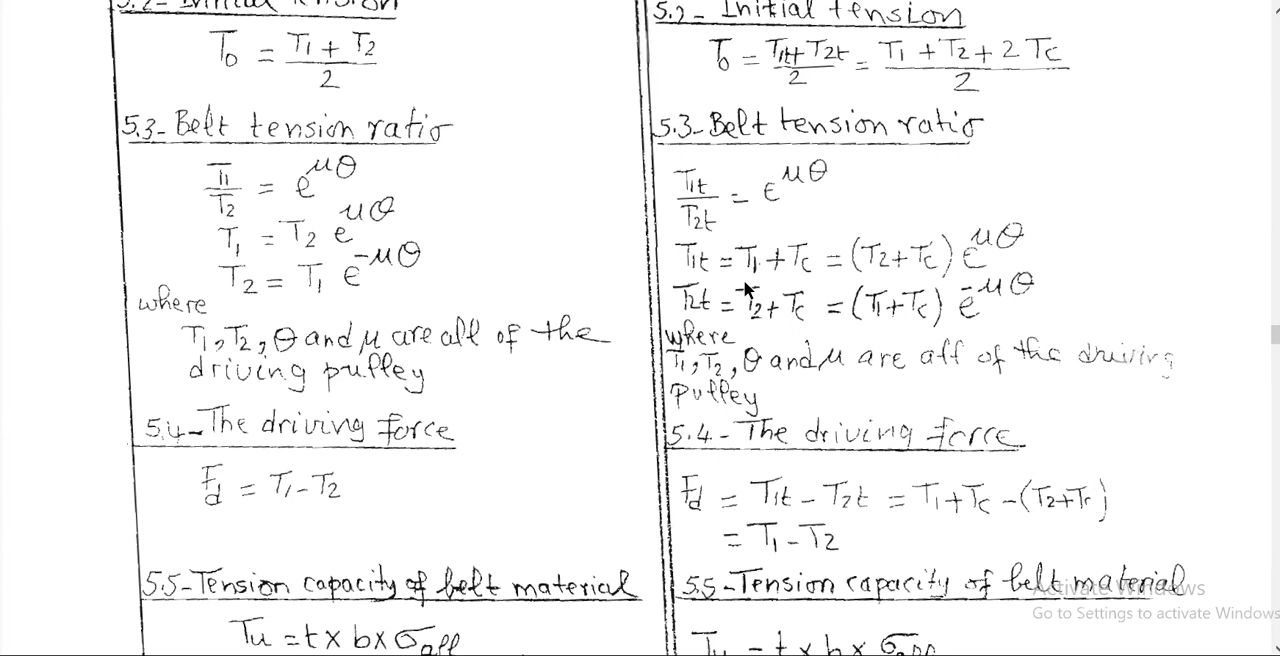 5.2- Initial tension
To = T1 + T2 / 2
5.3- Belt tension ratio
T1 / T2 = e^μθ
T1 = T2 e^μθ
T2 = T1 e^-μθ
where
T1, T2, θ and μ are all of the
driving pulley
5.4- The driving force
Fd = T1 - T2
5.5- Tension capacity of belt material
Tu = t x b x σall
5.2- Initial tension
To = T1t + T2t / 2 = T1 + T2 + 2 Tc / 2
5.3- Belt tension ratio
T1t / T2t = e^μθ
T1t = T1 + Tc = (T2 + Tc) e^μθ
T2t = T2 + Tc = (T1 + Tc) e^-μθ
where
T1, T2, θ and μ are all of the driving
pulley
5.4- The driving force
Fd = T1t - T2t = T1 + Tc - (T2 + Tc)
= T1 - T2
5.5- Tension capacity of belt material
Tu = t x b x σall
Activate Windows
Go to Settings to activate Windows